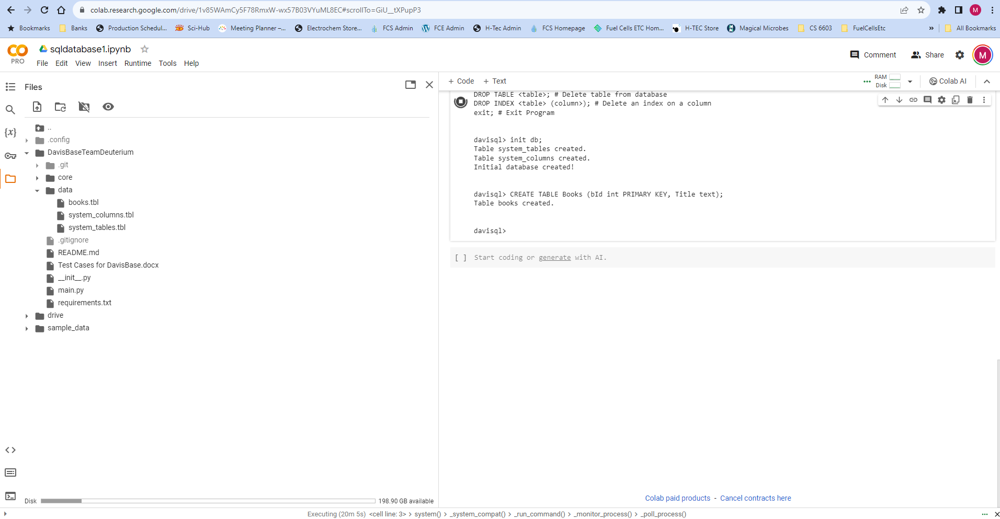 colab.research.google.com/drive/1v85WAmCy5F78RmxW-wx57B03VYuML8EC#scrollTo=GiU__tXPupP3
M
Bookmarks Banks Production Schedul... Sci-Hub Meeting Planner –... Electrochem Store... FCS Admin FCE Admin H-Tec Admin FCS Homepage Fuel Cells ETC Hom... H-TEC Store Magical Microbes CS 6603 FuelCellsEtc » All Bookmarks
CO PRO
sqldatabase1.ipynb
File Edit View Insert Runtime Tools Help
Comment Share M
Files
+ Code + Text
RAM
Disk
Colab AI
{x}
..
.config
DavisBaseTeamDeuterium
.git
core
data
books.tbl
system_columns.tbl
system_tables.tbl
.gitignore
README.md
Test Cases for DavisBase.docx
__init__.py
main.py
requirements.txt
drive
sample_data
Disk 198.90 GB available
DROP TABLE <table>; # Delete table from database
DROP INDEX <table> (column>); # Delete an index on a column
exit; # Exit Program
davisql> init db;
Table system_tables created.
Table system_columns created.
Initial database created!
davisql> CREATE TABLE Books (bId int PRIMARY KEY, Title text);
Table books created.
davisql>
[ ] Start coding or generate with AI.
Colab paid products - Cancel contracts here
Executing (20m 5s) <cell line: 3> > system() > _system_compat() > _run_command() > _monitor_process() > _poll_process()